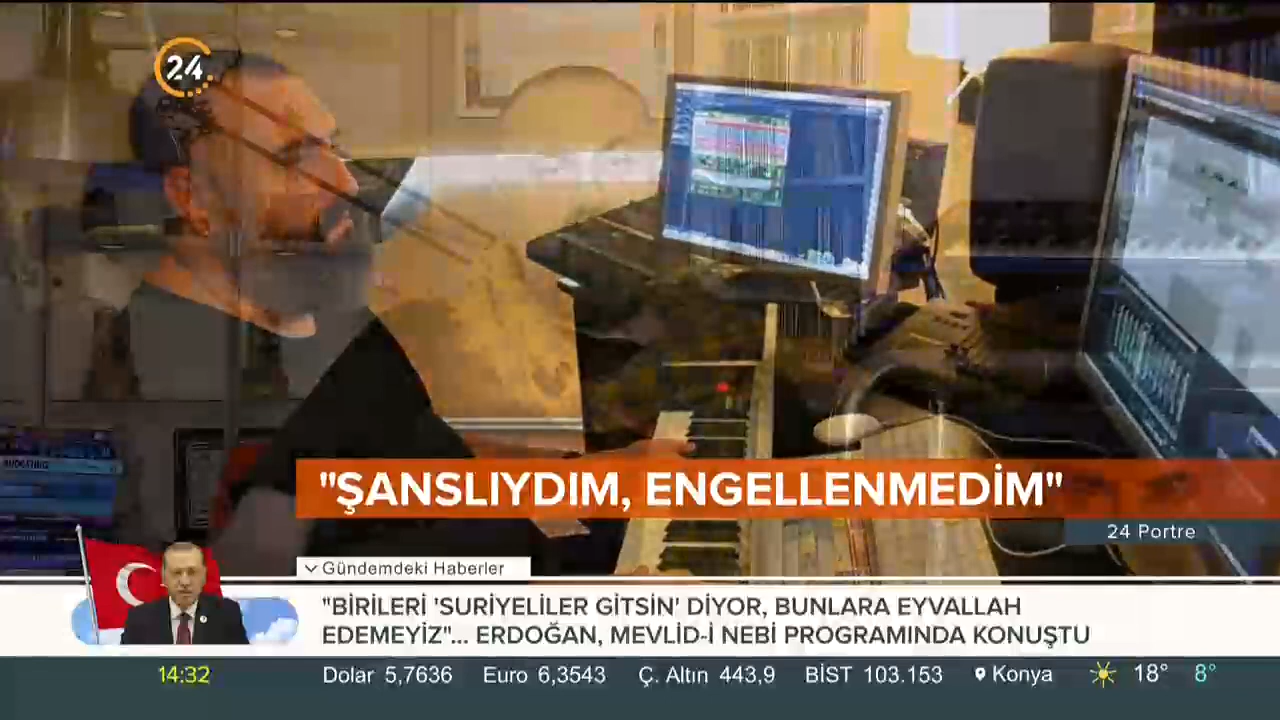 24
"ŞANSLIYDIM, ENGELLENMEDİM"
24 Portre
Gündemdeki Haberler
"BİRİLERİ 'SURİYELİLER GİTSİN' DİYOR, BUNLARA EYVALLAH
EDEMEYİZ"... ERDOĞAN, MEVLİD-İ NEBİ PROGRAMINDA KONUŞTU
14:32 Dolar 5,7636 Euro 6,3543 Ç. Altın 443,9 BİST 103.153 Konya 18° 8°